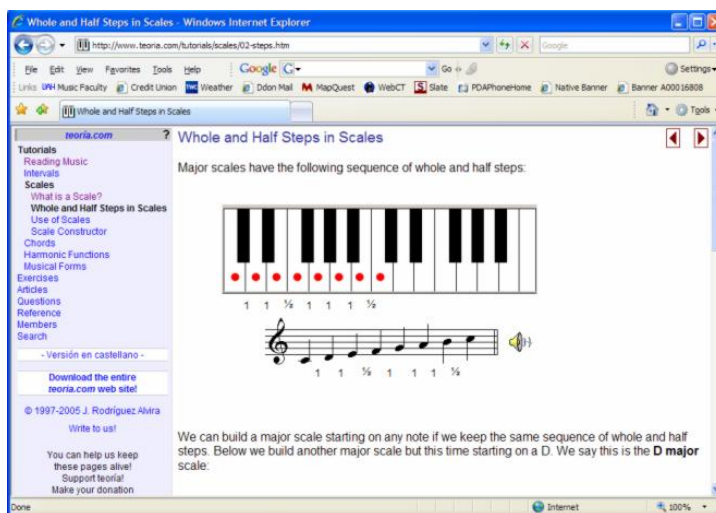 Whole and Half Steps in Scales - Windows Internet Explorer
http://www.teoria.com/tutorials/scales/02-steps.htm
Google
File Edit View Favorites Tools Help Google Go Settings
Links UAH Music Faculty Credit Union Weather Ddon Mail MapQuest WebCT Slate PDAPhoneHome Native Banner Banner A00016808
Whole and Half Steps in Scales
Tools
teoria.com ?
Tutorials
Reading Music
Intervals
Scales
What is a Scale?
Whole and Half Steps in Scales
Use of Scales
Scale Constructor
Chords
Harmonic Functions
Musical Forms
Exercises
Articles
Questions
Reference
Members
Search
- Versión en castellano -
Download the entire
teoria.com web site!
© 1997-2005 J. Rodríguez Alvira
Write to us!
You can help us keep
these pages alive!
Support teoría!
Make your donation
Whole and Half Steps in Scales
Major scales have the following sequence of whole and half steps:
1 1 ½ 1 1 1 ½
1 1 ½ 1 1 1 ½
We can build a major scale starting on any note if we keep the same sequence of whole and half
steps. Below we build another major scale but this time starting on a D. We say this is the D major
scale:
Done Internet 100%